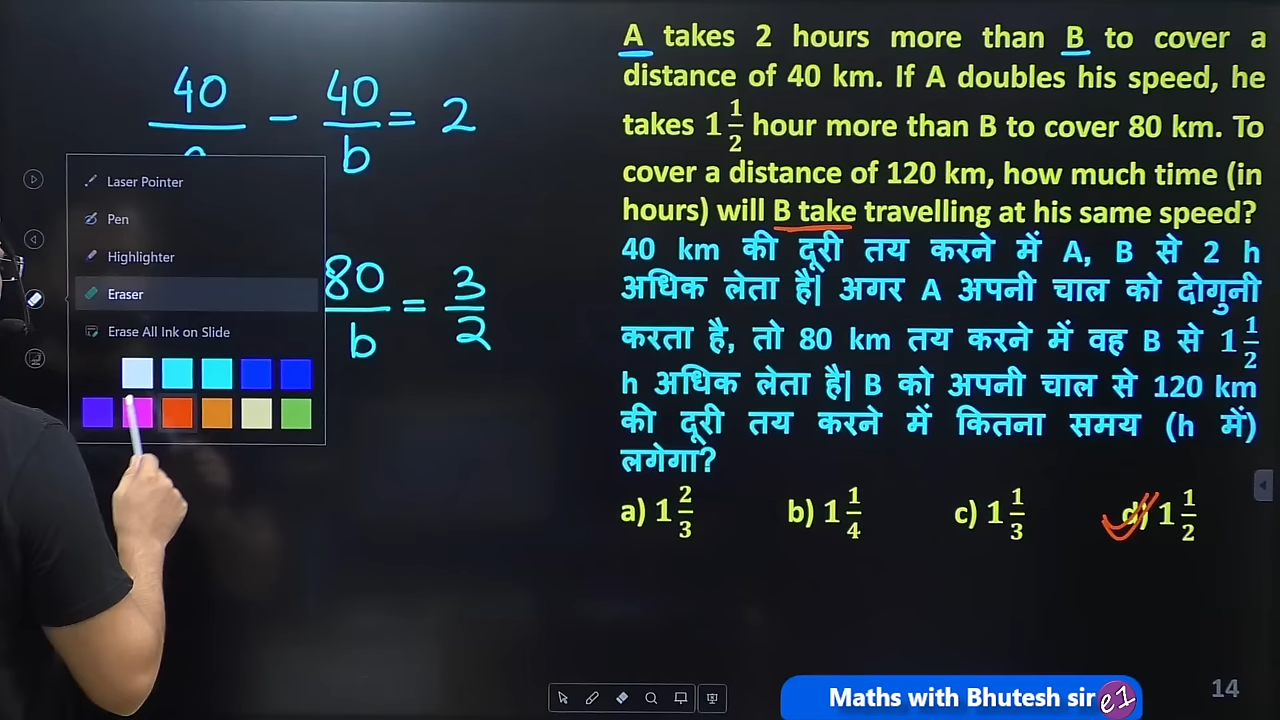 40/ - 40/b = 2
80/b = 3/2
Laser Pointer
Pen
Highlighter
Eraser
Erase All Ink on Slide
A takes 2 hours more than B to cover a
distance of 40 km. If A doubles his speed, he
takes 1 1/2 hour more than B to cover 80 km. To
cover a distance of 120 km, how much time (in
hours) will B take travelling at his same speed?
40 km की दूरी तय करने में A, B से 2 h
अधिक लेता है| अगर A अपनी चाल को दोगुनी
करता है, तो 80 km तय करने में वह B से 1 1/2
h अधिक लेता है| B को अपनी चाल से 120 km
की दूरी तय करने में कितना समय (h में)
लगेगा?
a) 1 2/3 b) 1 1/4 c) 1 1/3 d) 1 1/2
Maths with Bhutesh sir e1
14